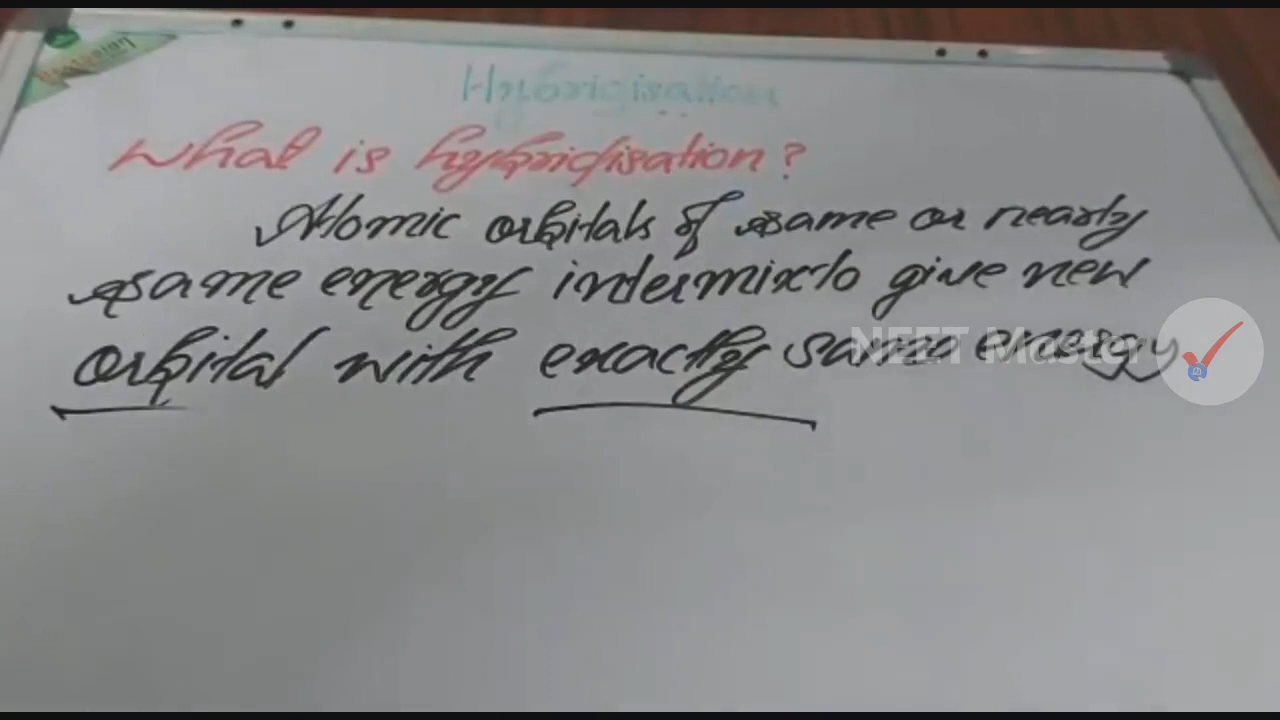 Hybridisation
What is hybridisation?
Atomic orbitals of same or nearly
same energy intermix to give new
orbital with exactly same energy
NEET Master